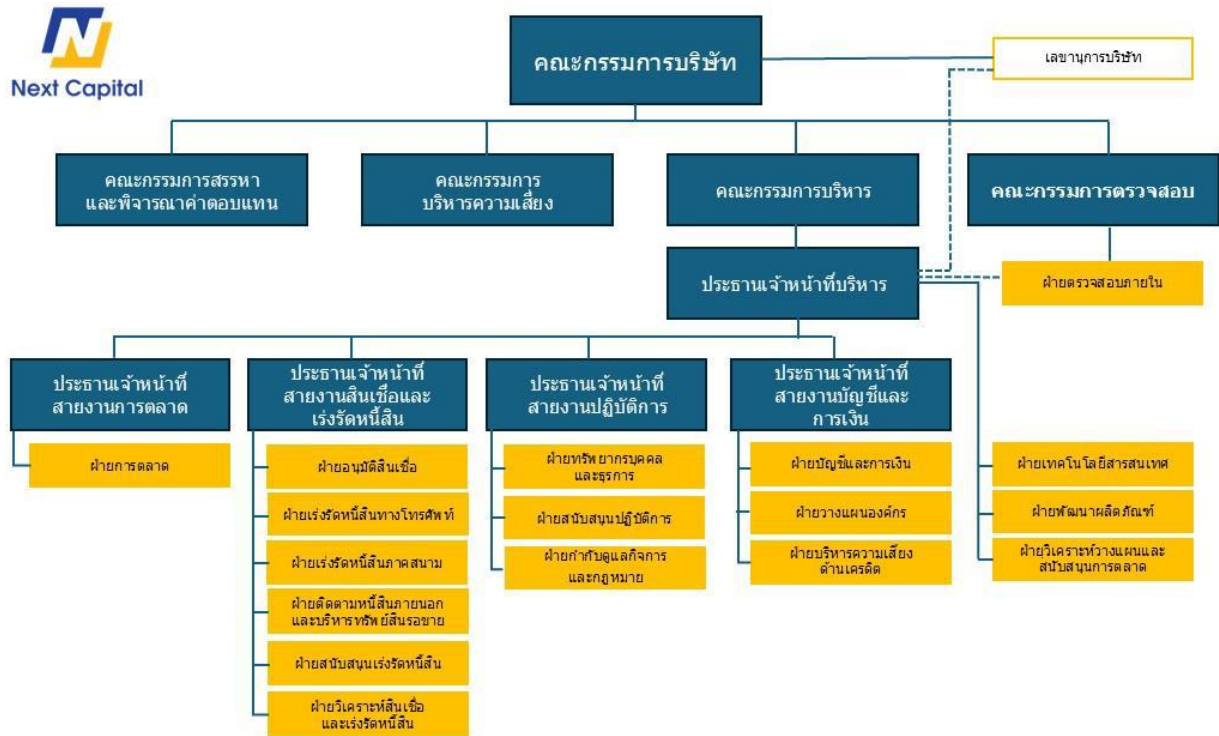 Next Capital
คณะกรรมการบริษัท
เลขานุการบริษัท
คณะกรรมการสรรหา
และพิจารณาค่าตอบแทน
คณะกรรมการ
บริหารความเสี่ยง
คณะกรรมการบริหาร
คณะกรรมการตรวจสอบ
ประธานเจ้าหน้าที่บริหาร
ฝ่ายตรวจสอบภายใน
ประธานเจ้าหน้าที่
สายงานการตลาด
ประธานเจ้าหน้าที่
สายงานสินเชื่อและ
เร่งรัดหนี้สิน
ประธานเจ้าหน้าที่
สายงานปฏิบัติการ
ประธานเจ้าหน้าที่
สายงานบัญชีและ
การเงิน
ฝ่ายการตลาด
ฝ่ายอนุมัติสินเชื่อ
ฝ่ายเร่งรัดหนี้สินทางโทรศัพท์
ฝ่ายเร่งรัดหนี้สินภาคสนาม
ฝ่ายติดตามหนี้สินภายนอก
และบริหารทรัพย์สินรอขาย
ฝ่ายสนับสนุนเร่งรัดหนี้สิน
ฝ่ายวิเคราะห์สินเชื่อ
และเร่งรัดหนี้สิน
ฝ่ายทรัพยากรบุคคล
และธุรการ
ฝ่ายสนับสนุนปฏิบัติการ
ฝ่ายกำกับดูแลกิจการ
และกฎหมาย
ฝ่ายบัญชีและการเงิน
ฝ่ายวางแผนองค์กร
ฝ่ายบริหารความเสี่ยง
ด้านเครดิต
ฝ่ายเทคโนโลยีสารสนเทศ
ฝ่ายพัฒนาผลิตภัณฑ์
ฝ่ายวิเคราะห์วางแผนและ
สนับสนุนการตลาด